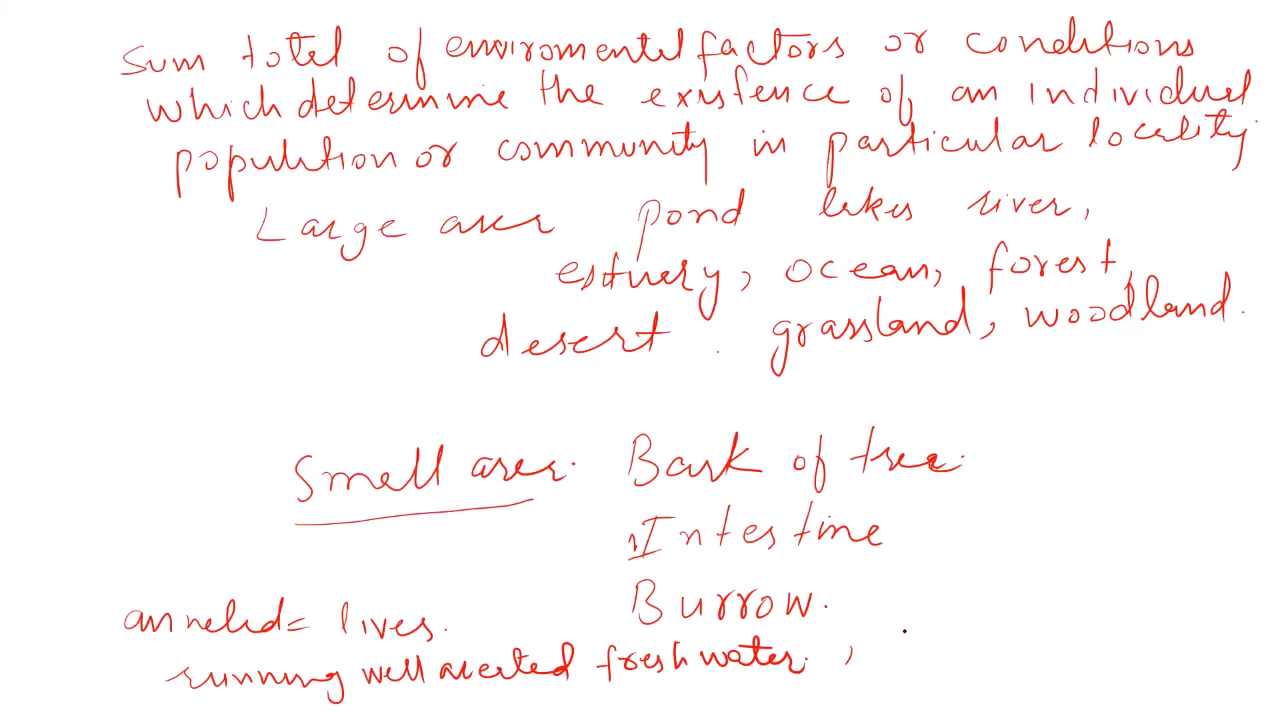 Sum total of enviromental factors or conditions
which determine the existence of an individual
population or community in particular locality.
Large area pond lakes river,
estuary, ocean, forest,
desert. grassland, woodland.
Small area. Bark of tree.
Intestine
Burrow.
annelid = lives.
running well aerated fresh water. ,